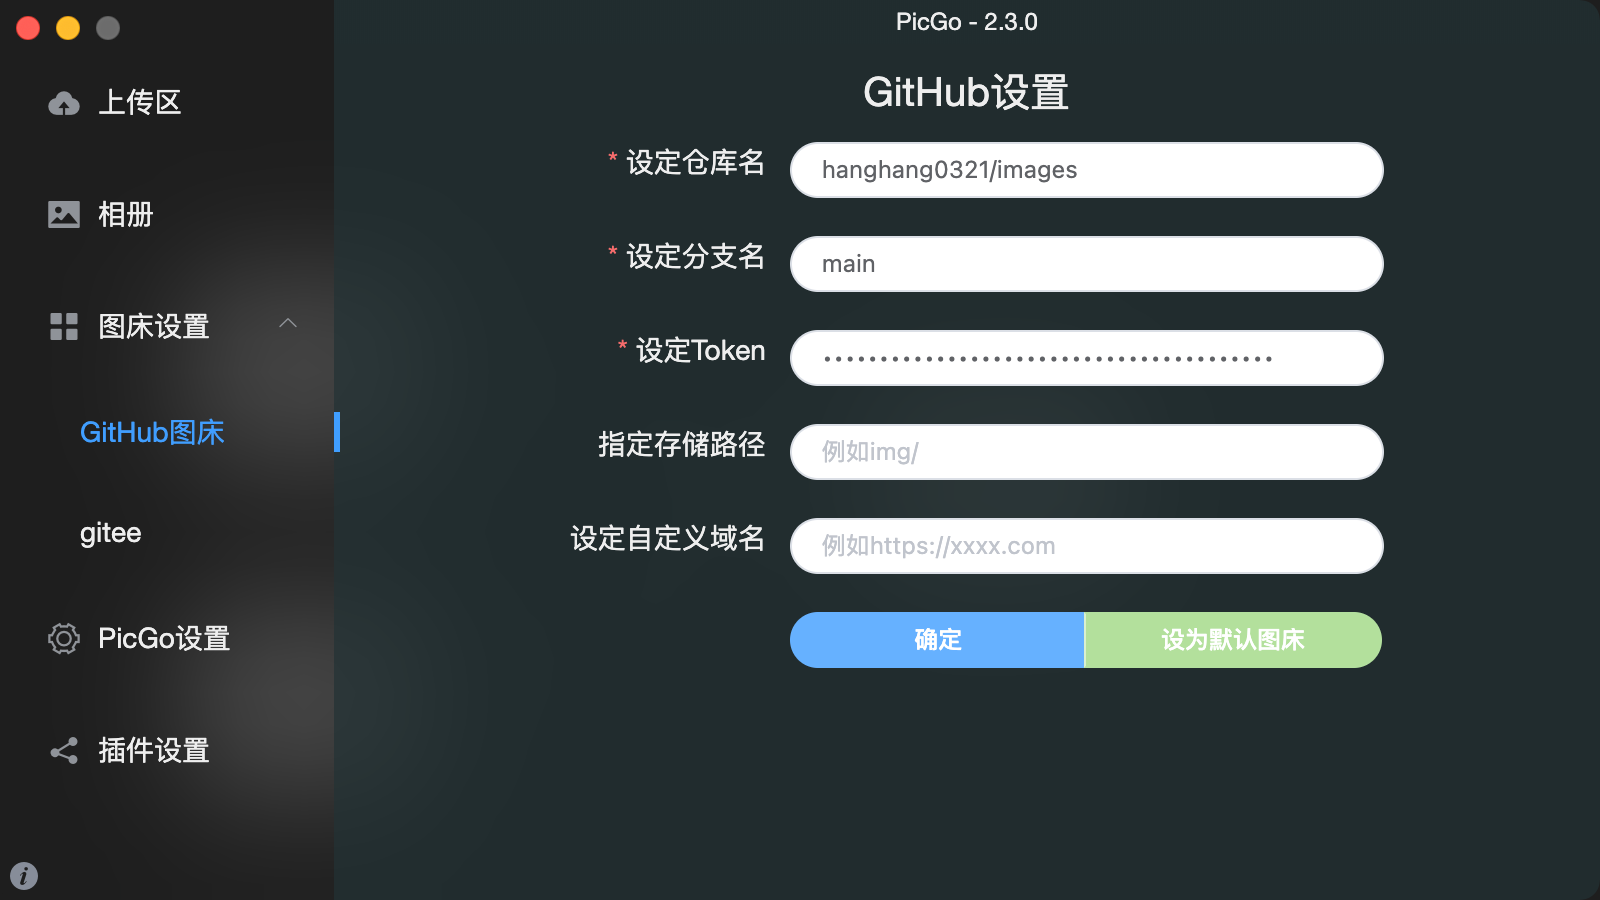 PicGo - 2.3.0
上传区
相册
图床设置
GitHub图床
gitee
PicGo设置
插件设置
GitHub设置
* 设定仓库名
hanghang0321/images
* 设定分支名
main
* 设定Token
••••••••••••••••••••••••••••••••••••••••
指定存储路径
例如img/
设定自定义域名
例如https://xxxx.com
确定
设为默认图床